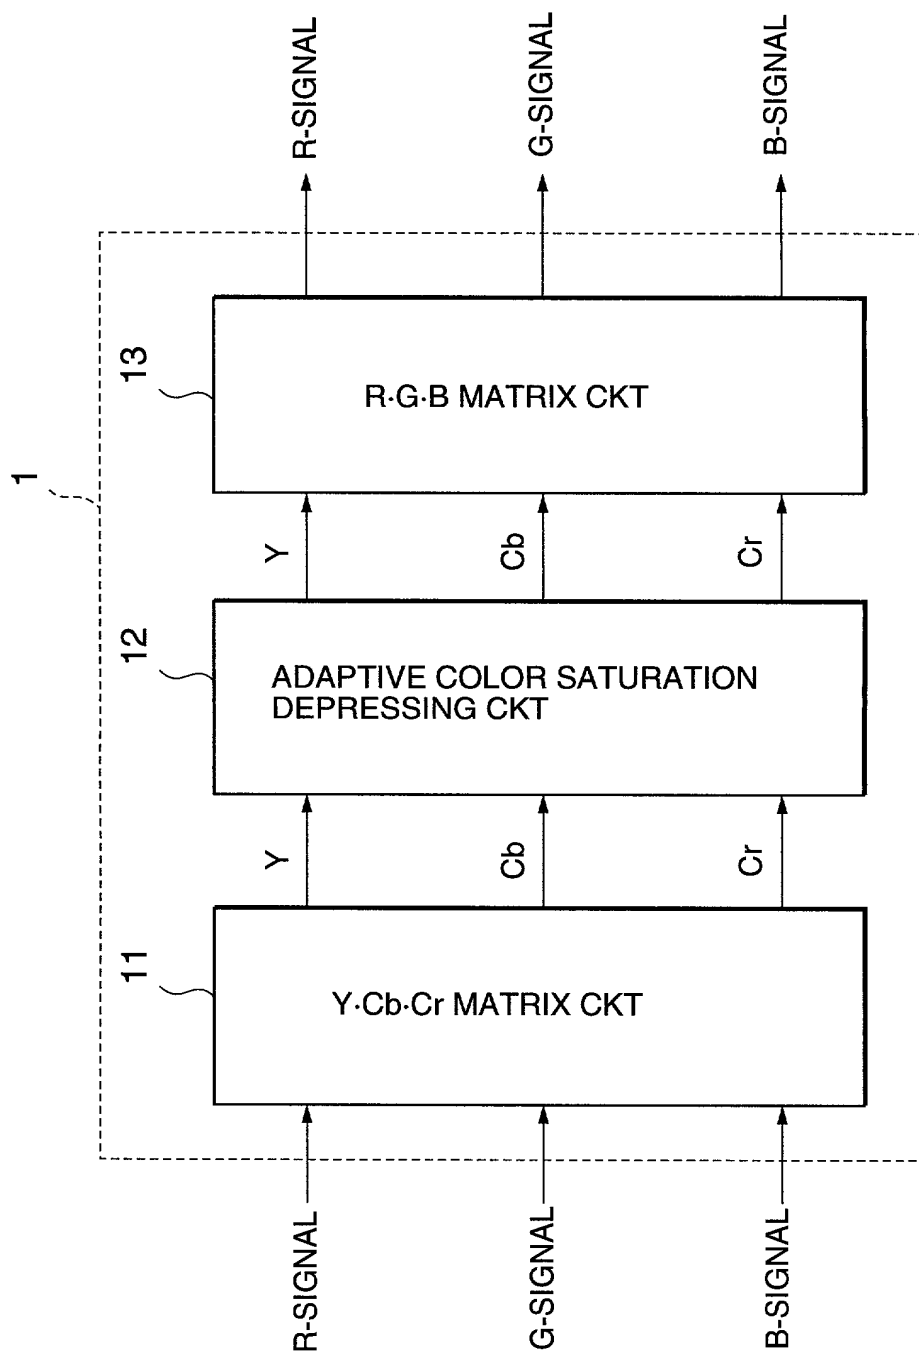 1
11
12
13
R-SIGNAL
G-SIGNAL
B-SIGNAL
Y·Cb·Cr MATRIX CKT
Y
Cb
Cr
ADAPTIVE COLOR SATURATION
DEPRESSING CKT
Y
Cb
Cr
R·G·B MATRIX CKT
R-SIGNAL
G-SIGNAL
B-SIGNAL